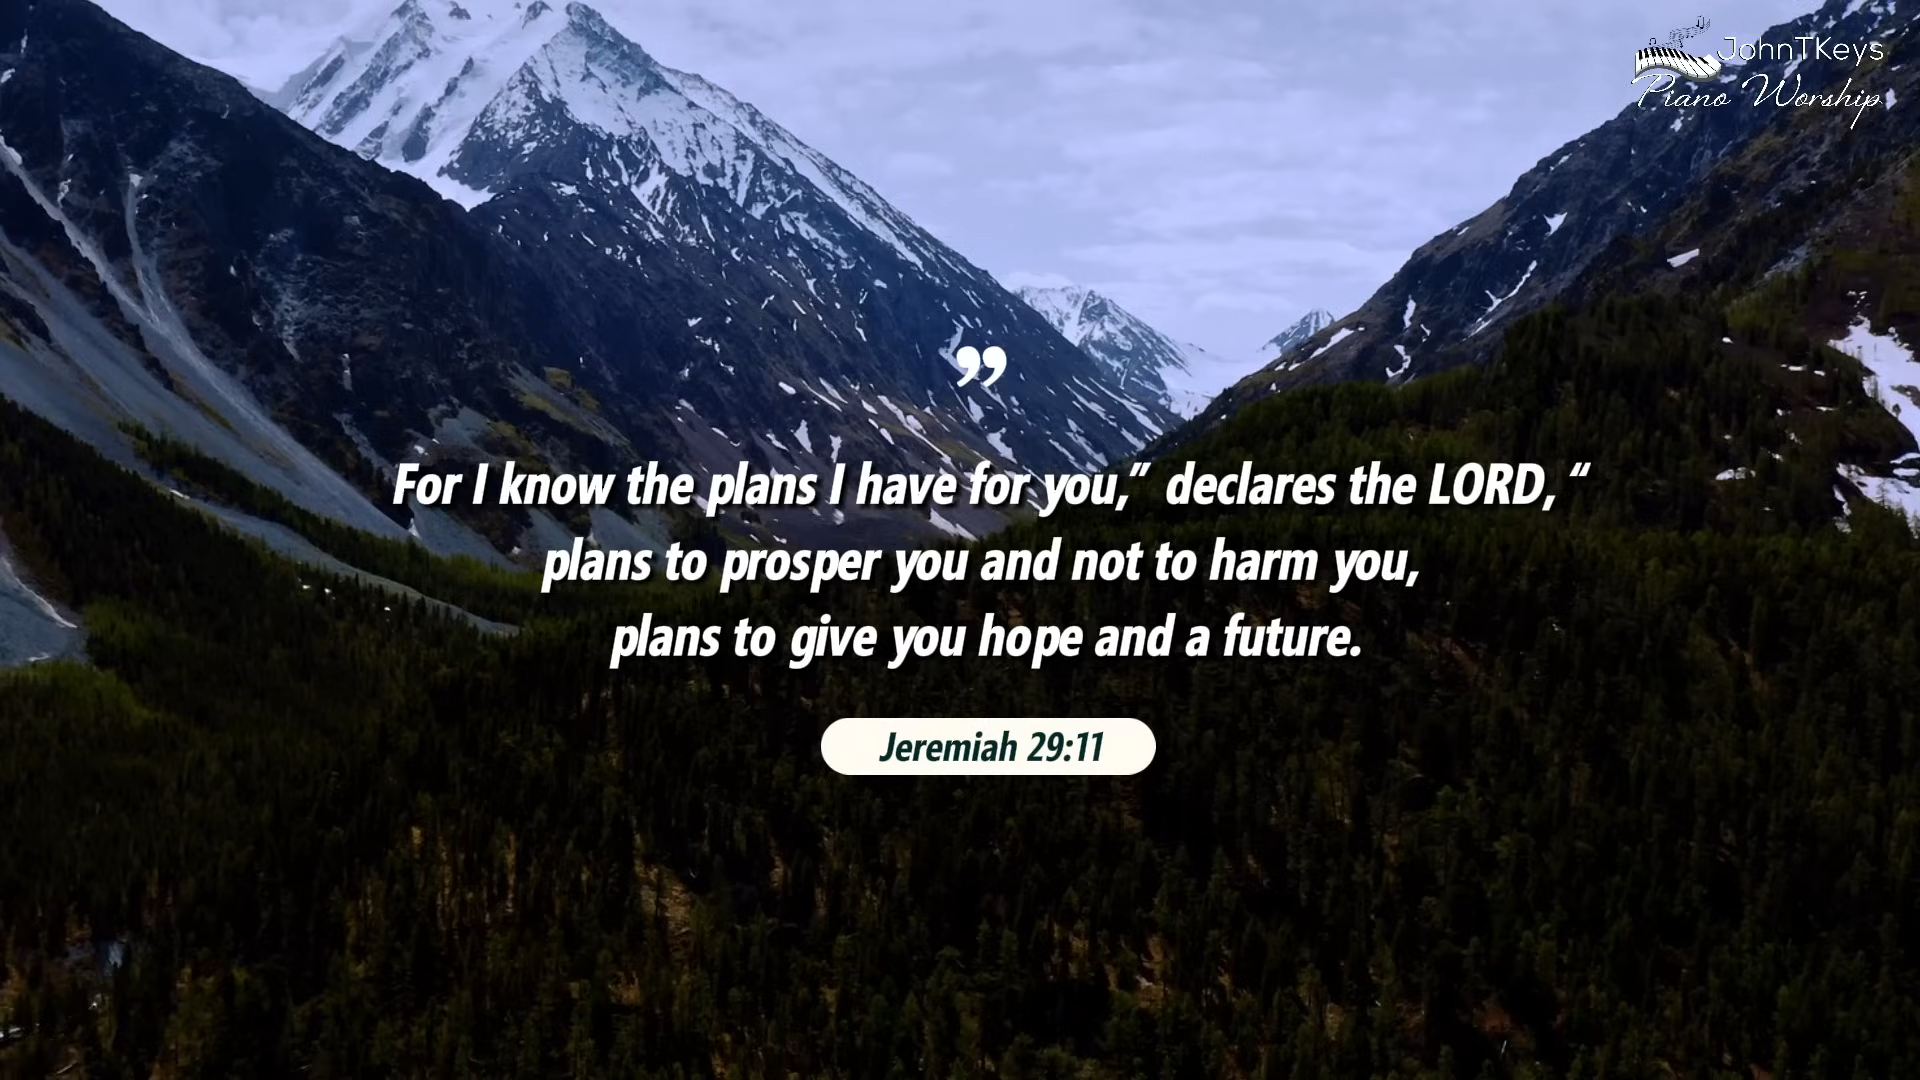 JohnTKeys
Piano Worship
”
For I know the plans I have for you,” declares the LORD, “
plans to prosper you and not to harm you,
plans to give you hope and a future.
Jeremiah 29:11